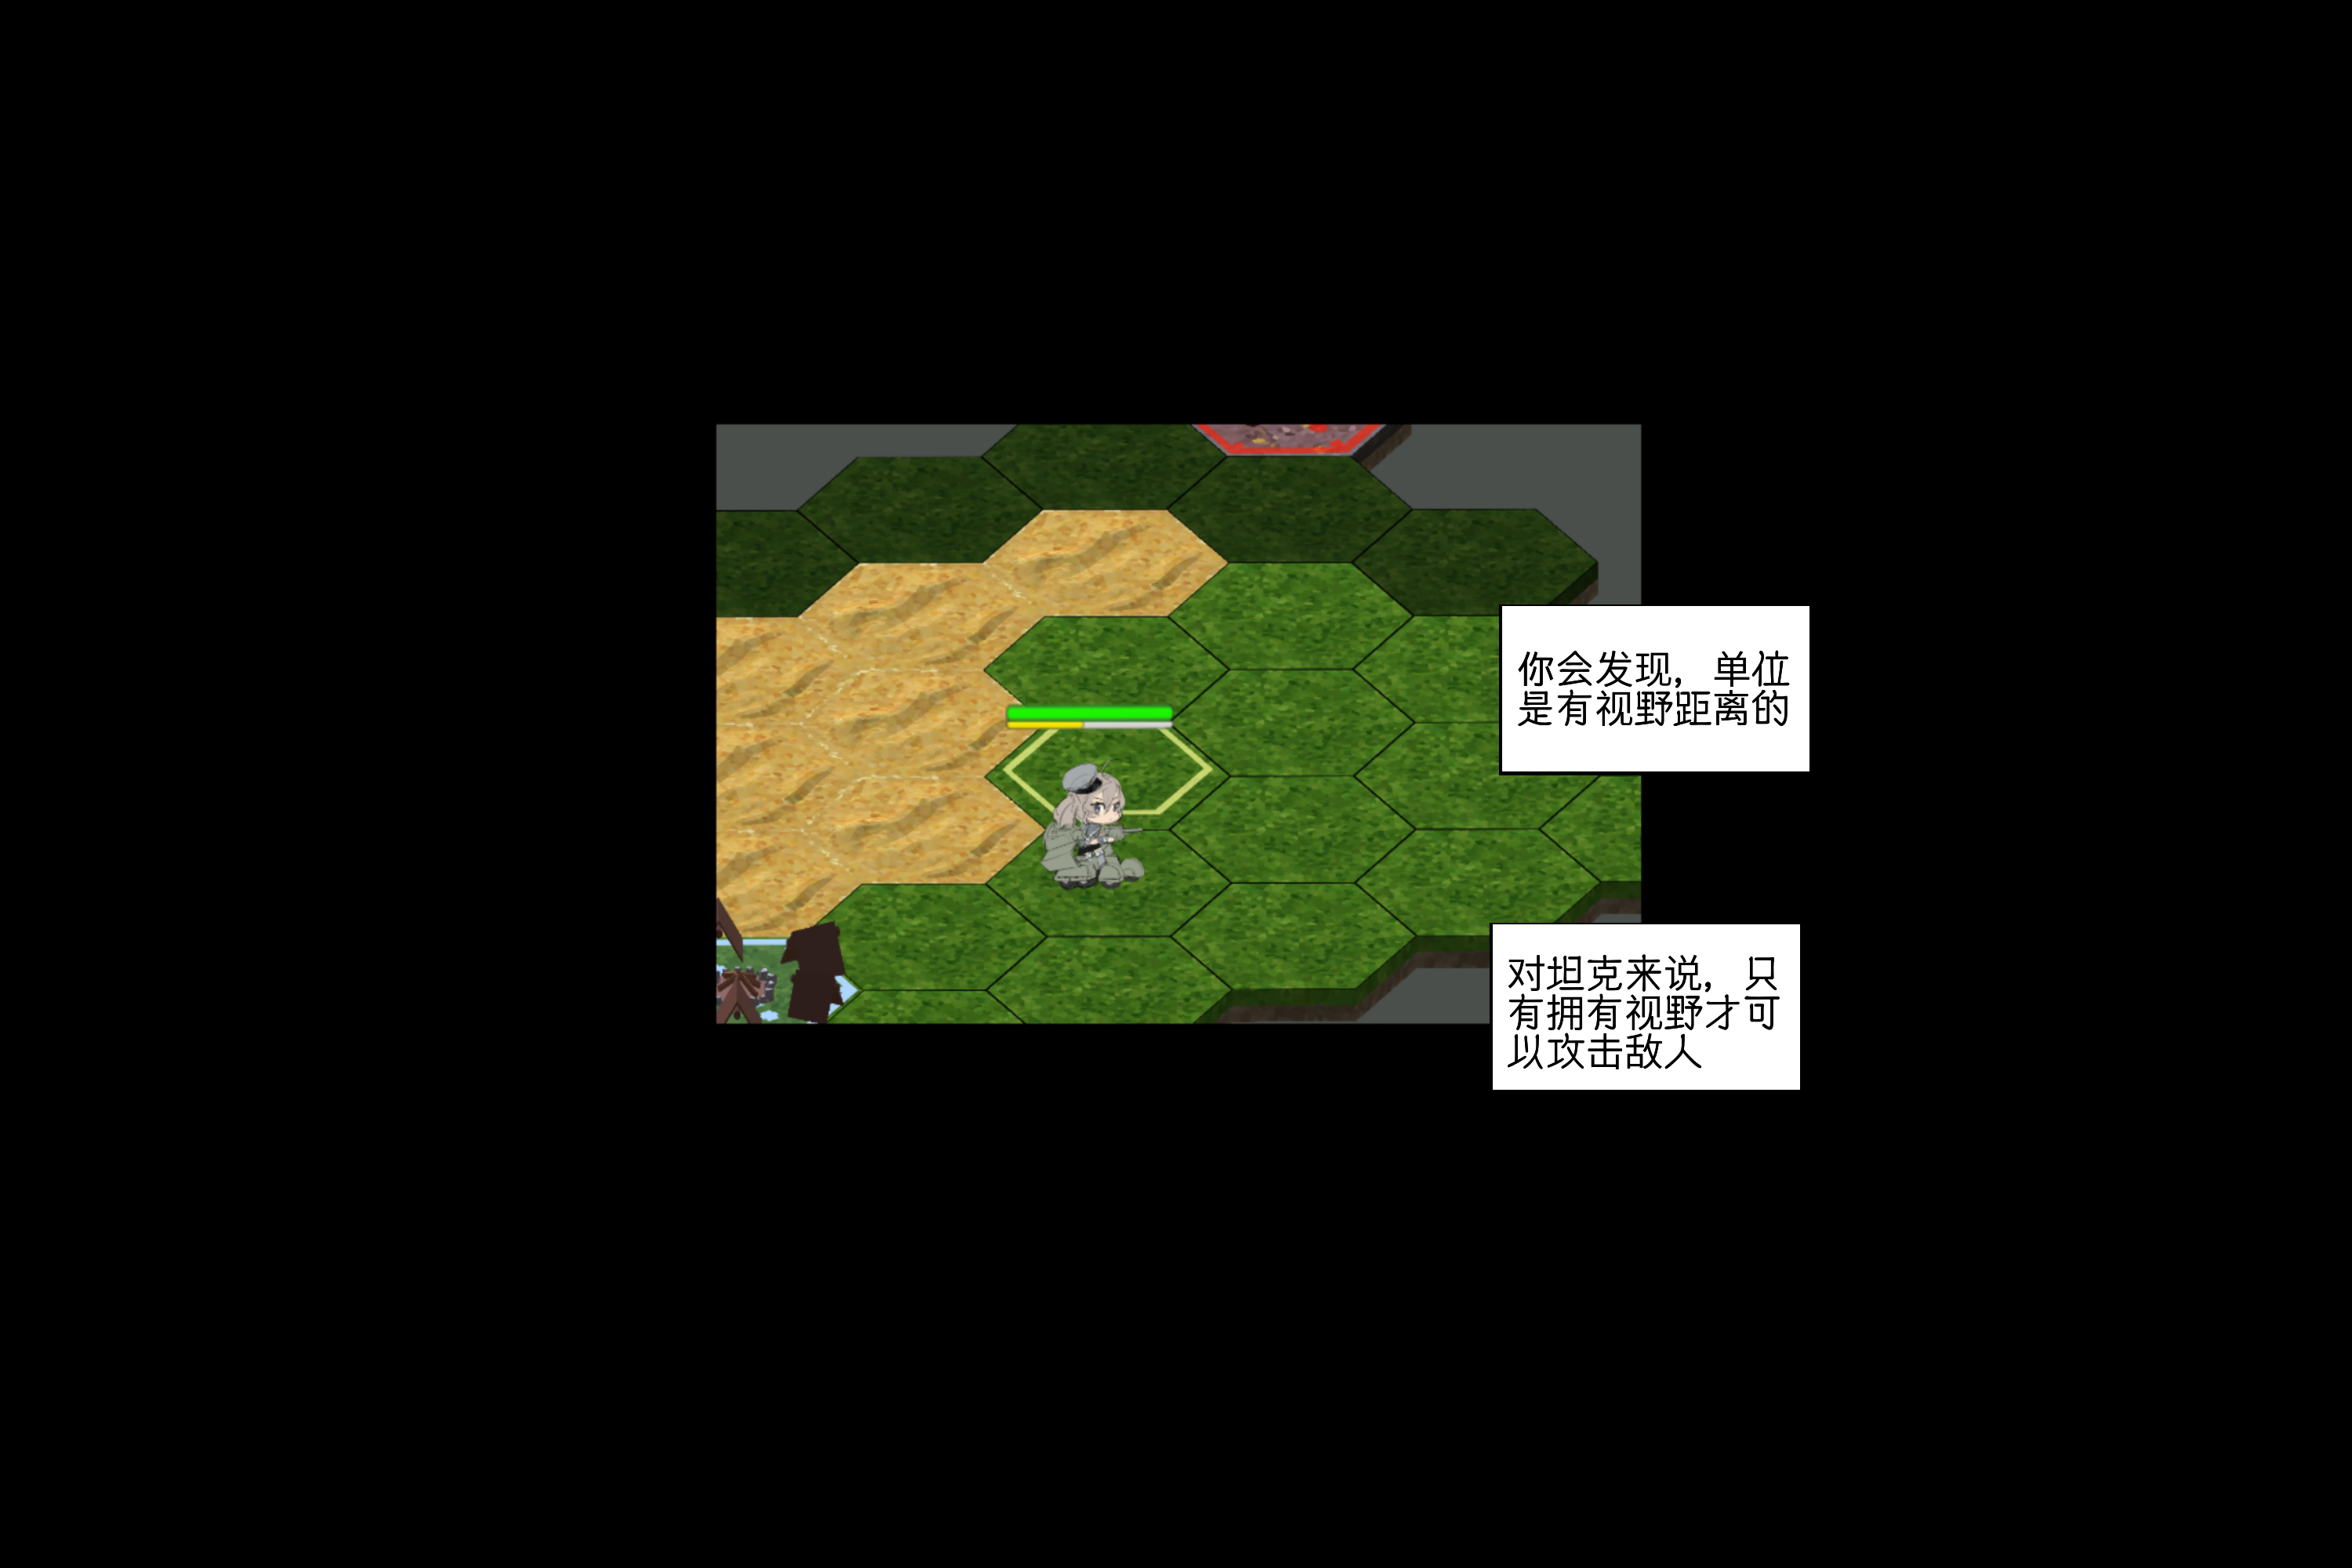 你会发现，单位
是有视野距离的
对坦克来说，只
有拥有视野才可
以攻击敌人